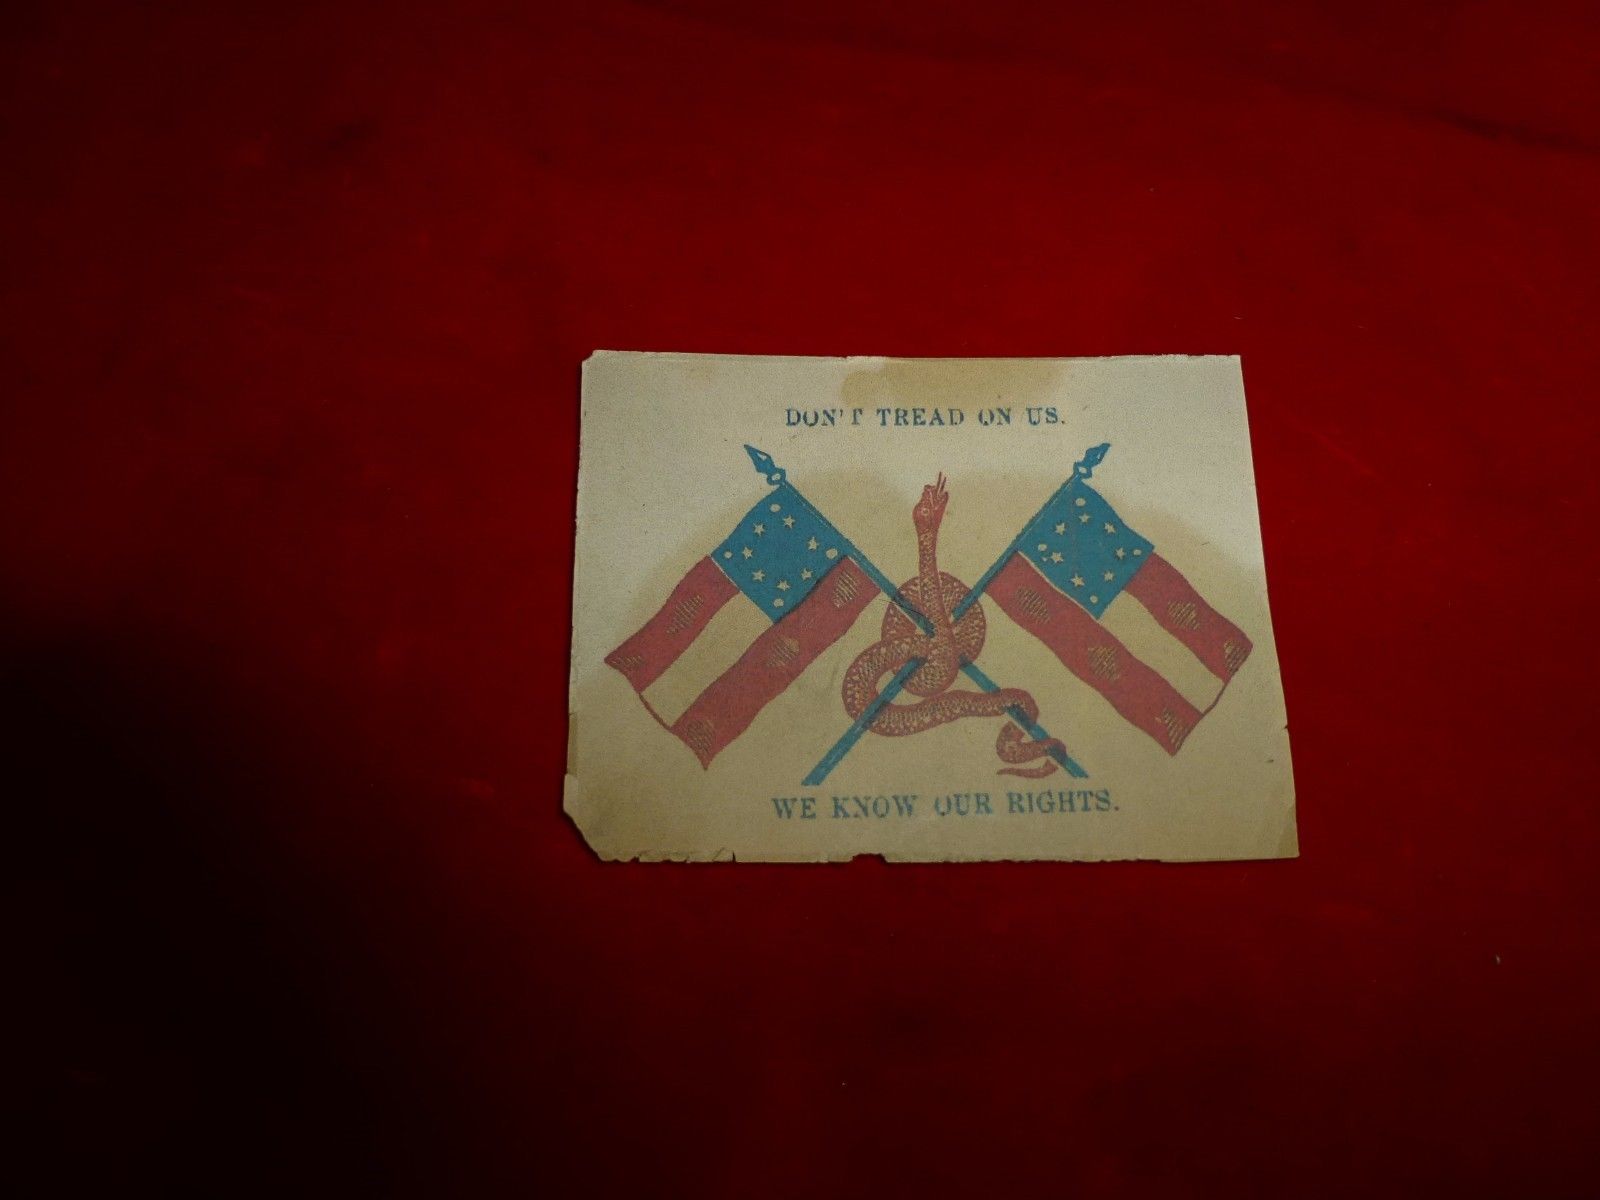 DON'T TREAD ON US.
WE KNOW OUR RIGHTS.